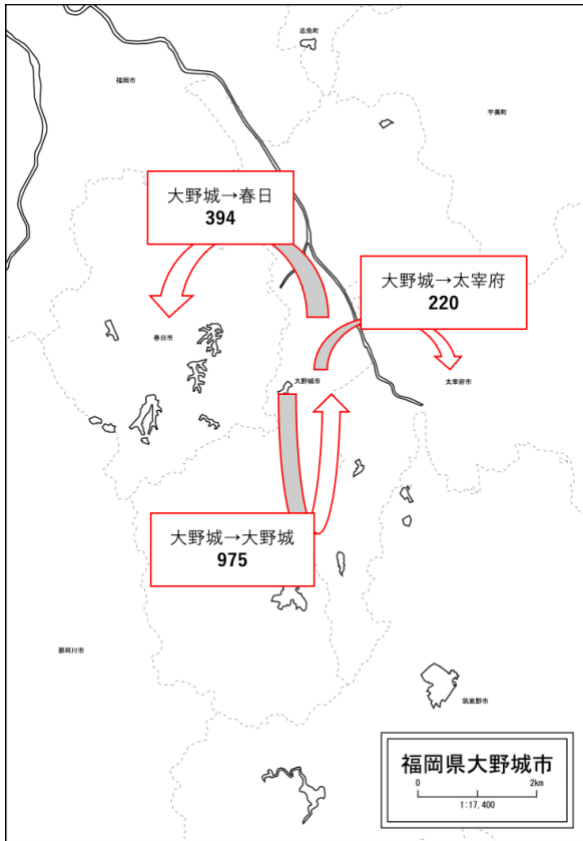 志免町
福岡市
宇美町
大野城→春日
394
大野城→太宰府
220
春日市
大野城市
太宰府市
大野城→大野城
975
那珂川市
筑紫野市
福岡県大野城市
0 2km
1:17,400